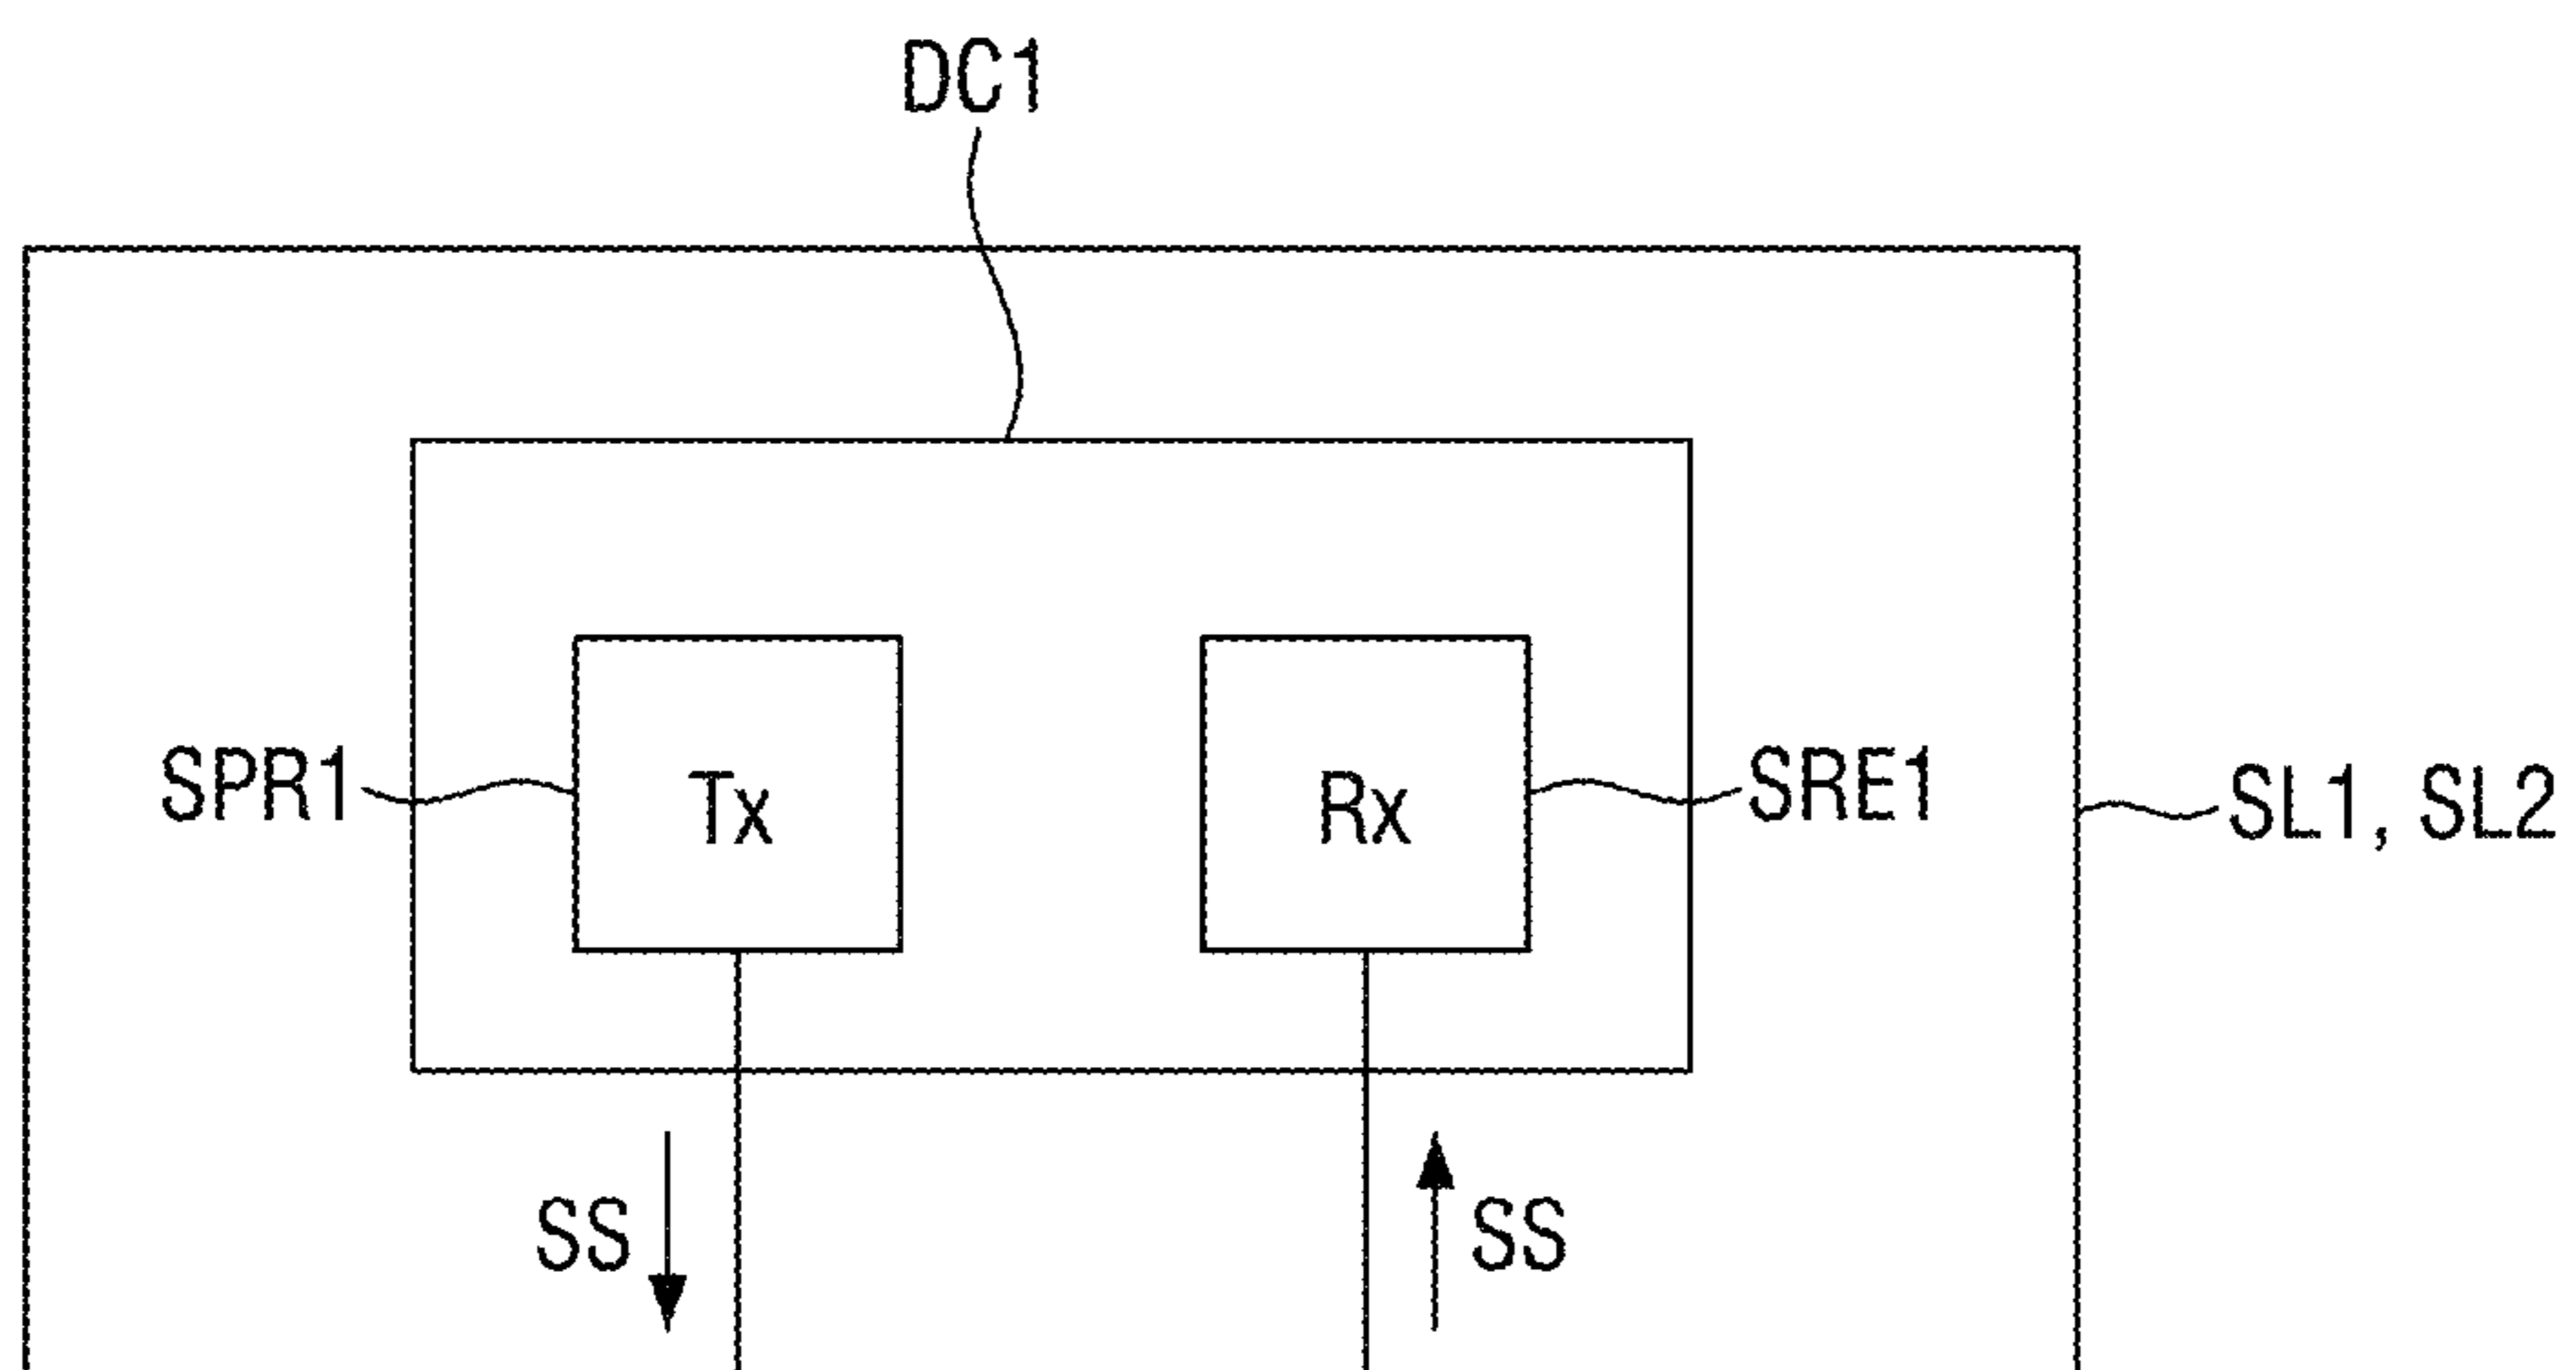 DC1
SPR1
Tx
Rx
SRE1
SL1, SL2
SS
SS